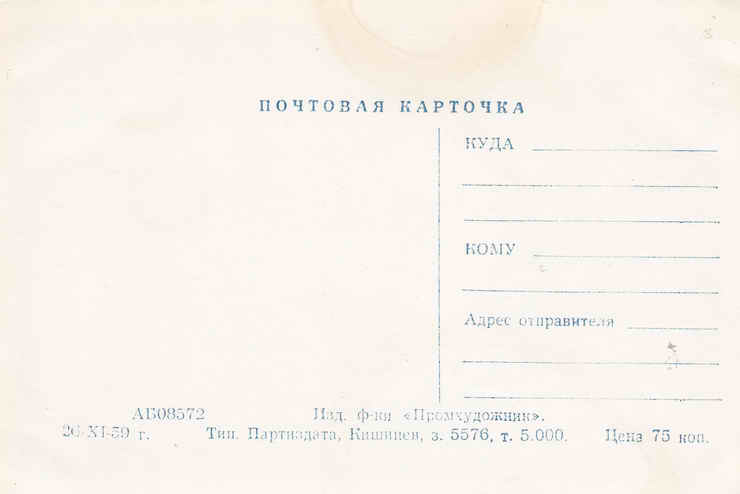 ПОЧТОВАЯ КАРТОЧКА
КУДА
КОМУ
Адрес отправителя
АБ08572 Изд. ф-ки «Промхудожник».
26-XI-59 г. Тип. Партиздата, Кишинев, з. 5576, т. 5.000. Цена 75 коп.